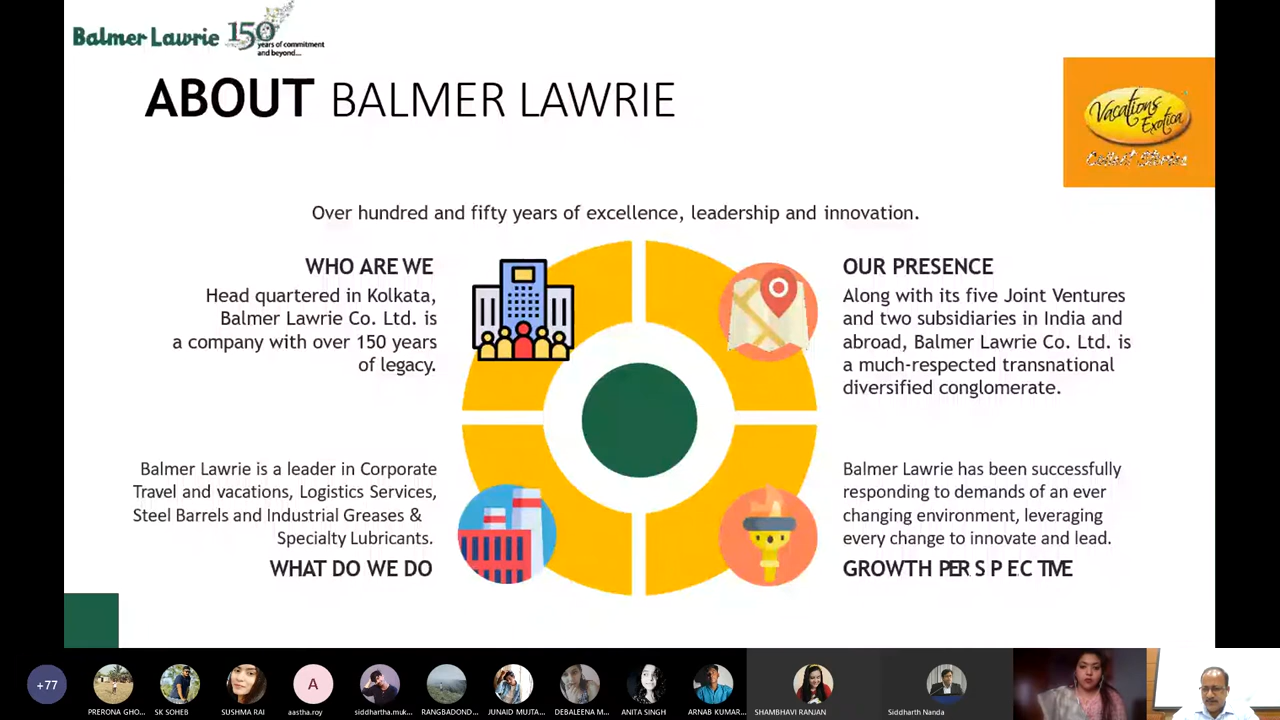 Balmer Lawrie 150
years of commitment
and beyond...
ABOUT BALMER LAWRIE
Vacations
Exotica
Over hundred and fifty years of excellence, leadership and innovation.
WHO ARE WE
Head quartered in Kolkata,
Balmer Lawrie Co. Ltd. is
a company with over 150 years
of legacy.
OUR PRESENCE
Along with its five Joint Ventures
and two subsidiaries in India and
abroad, Balmer Lawrie Co. Ltd. is
a much-respected transnational
diversified conglomerate.
Balmer Lawrie is a leader in Corporate
Travel and vacations, Logistics Services,
Steel Barrels and Industrial Greases &
Specialty Lubricants.
WHAT DO WE DO
Balmer Lawrie has been successfully
responding to demands of an ever
changing environment, leveraging
every change to innovate and lead.
GROWTH PERSPECTIVE
+77
A
PRERONA GHO... SK SOHEB SUSHMA RAI aastha.roy siddhartha.muk... RANGBADOND... JUNAID MUJTA... DEBALEENA M... ANITA SINGH ARNAB KUMAR... SHAMBHAVI RANJAN Siddharth Nanda